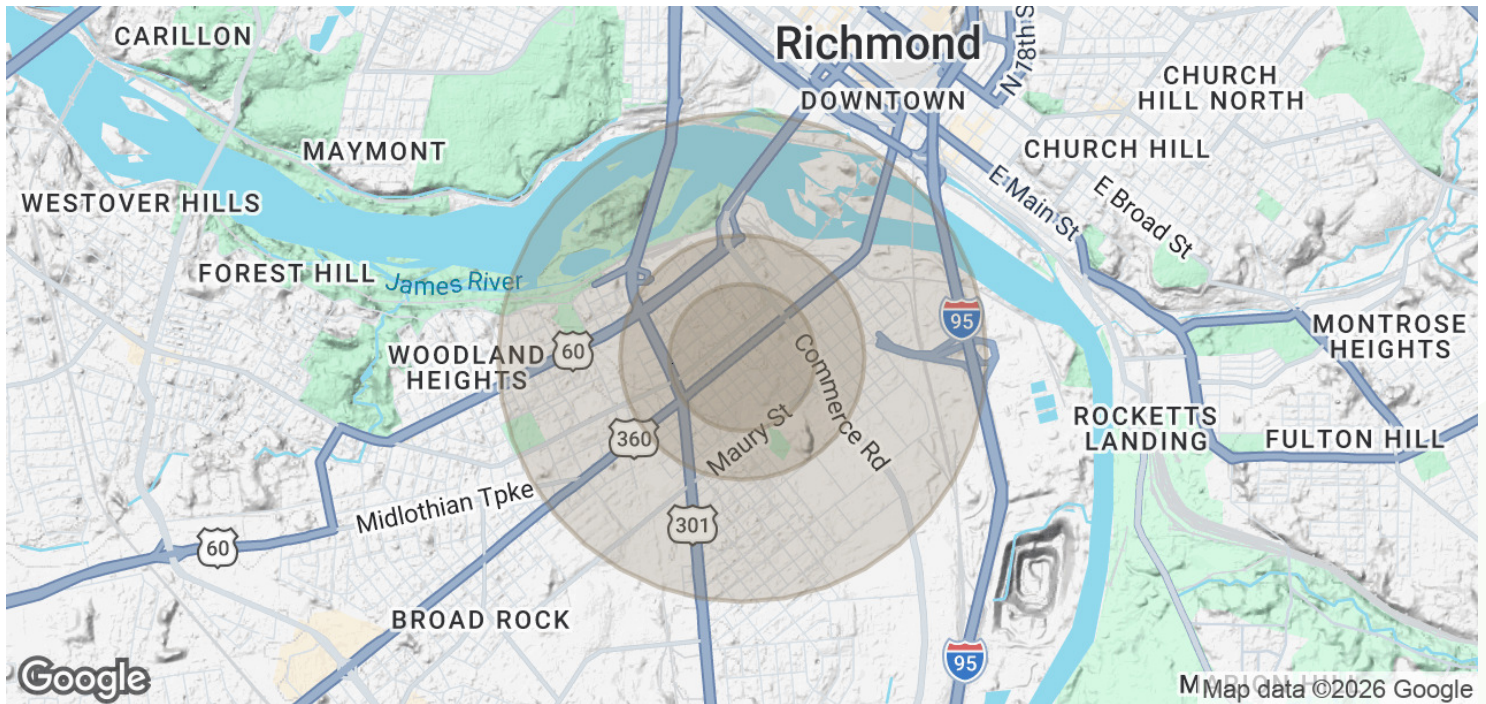 CARILLON
Richmond
N 18th S
CHURCH
HILL NORTH
DOWNTOWN
MAYMONT
CHURCH HILL
E Main St
E Broad St
WESTOVER HILLS
FOREST HILL
James River
95
MONTROSE
HEIGHTS
WOODLAND
HEIGHTS
60
Commerce Rd
360
Maury St
ROCKETTS
LANDING
FULTON HILL
Midlothian Tpke
301
60
BROAD ROCK
95
Google
Map data ©2026 Google